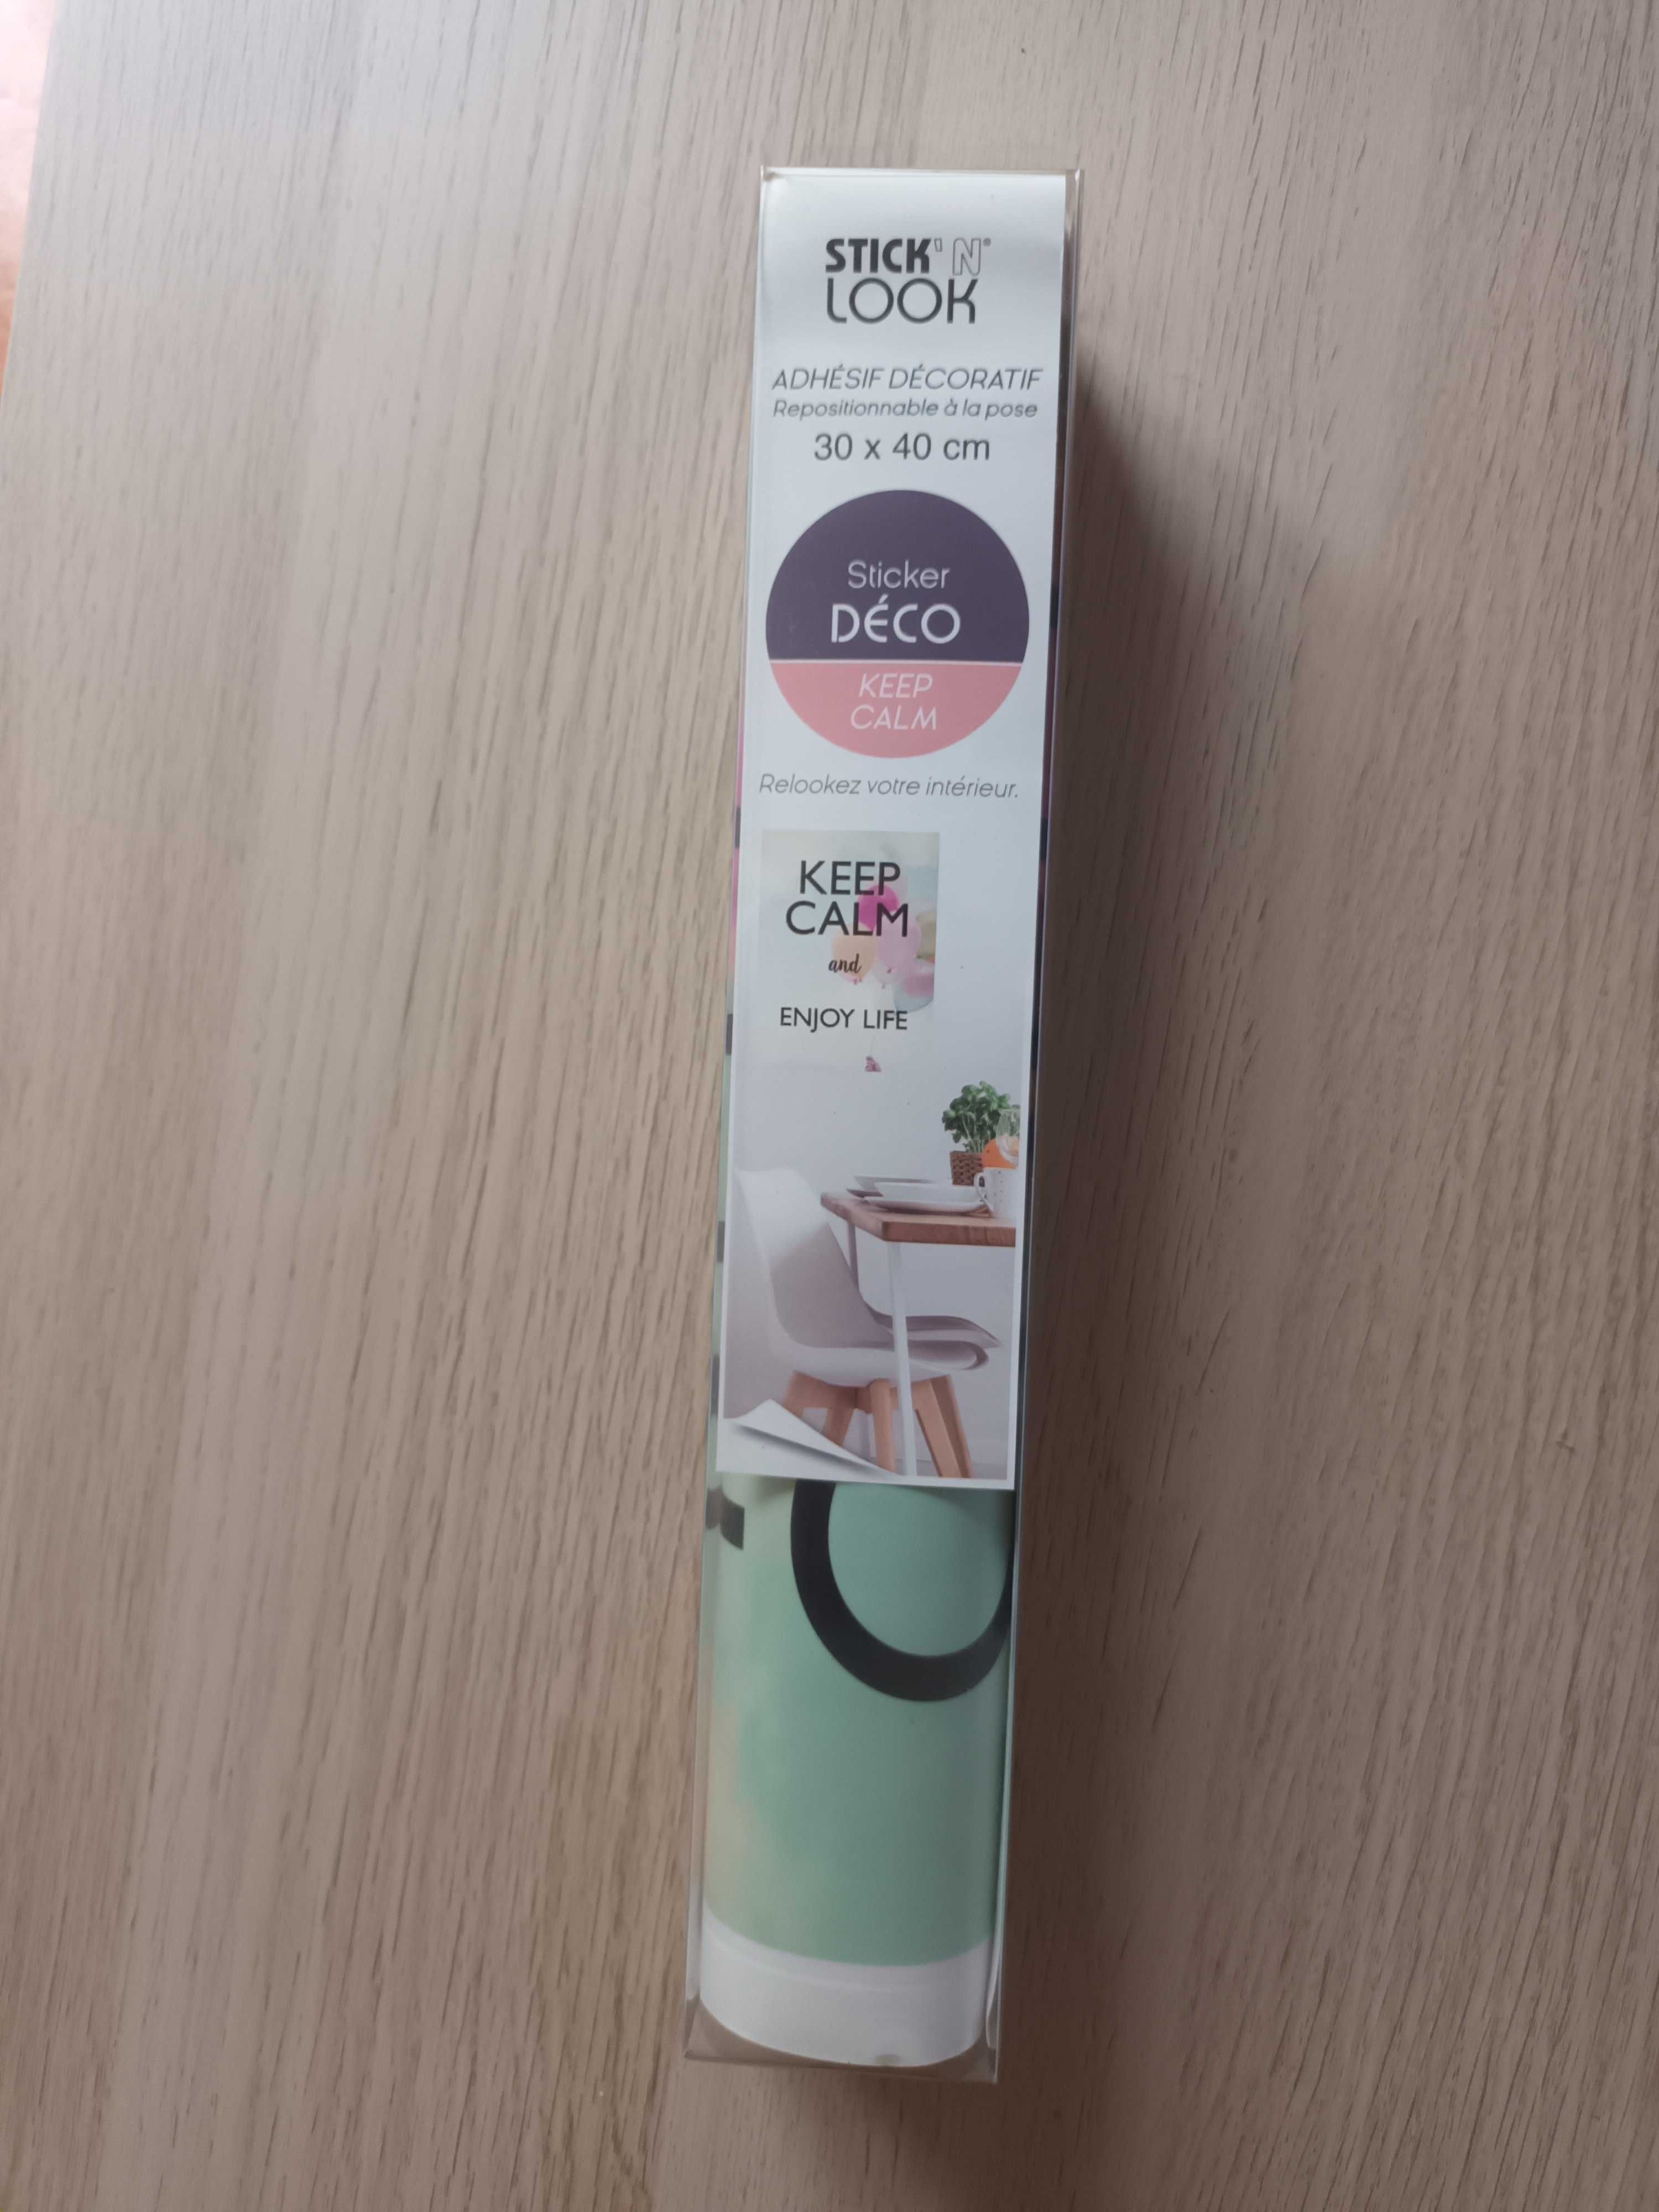 STICK'N®
LOOK
ADHÉSIF DÉCORATIF
Repositionnable à la pose
30 x 40 cm
Sticker
DÉCO
KEEP
CALM
Relookez votre intérieur.
KEEP
CALM
and
ENJOY LIFE